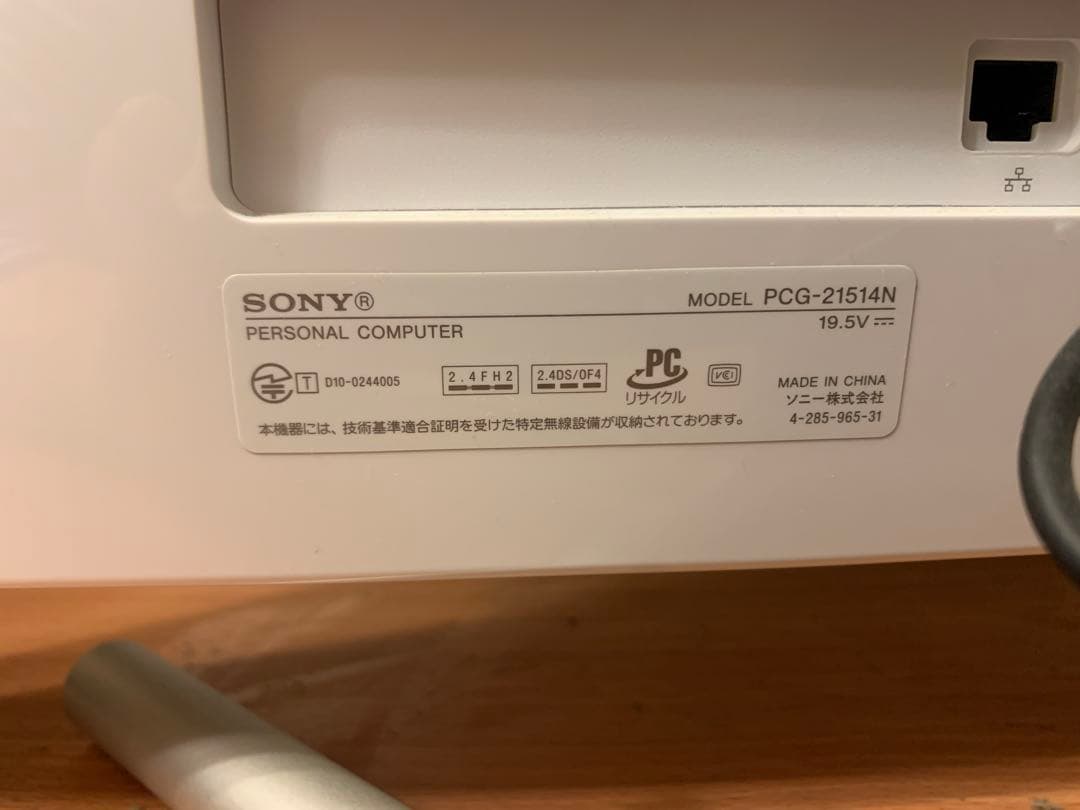 SONY®
MODEL PCG-21514N
PERSONAL COMPUTER
19.5V
T D10-0244005
2.4FH2
2.4DS/OF4
PC
リサイクル
VCI
MADE IN CHINA
ソニー株式会社
4-285-965-31
本機器には、技術基準適合証明を受けた特定無線設備が収納されております。